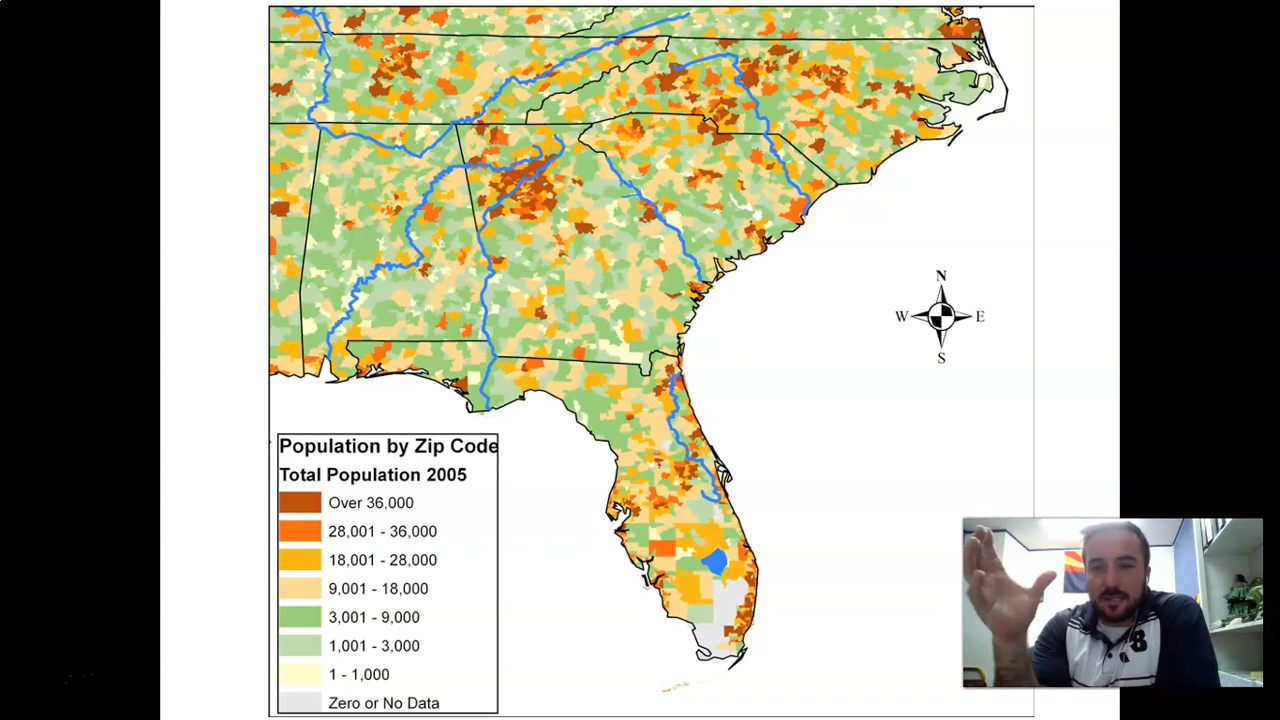 N
W E
S
Population by Zip Code
Total Population 2005
Over 36,000
28,001 - 36,000
18,001 - 28,000
9,001 - 18,000
3,001 - 9,000
1,001 - 3,000
1 - 1,000
Zero or No Data
8